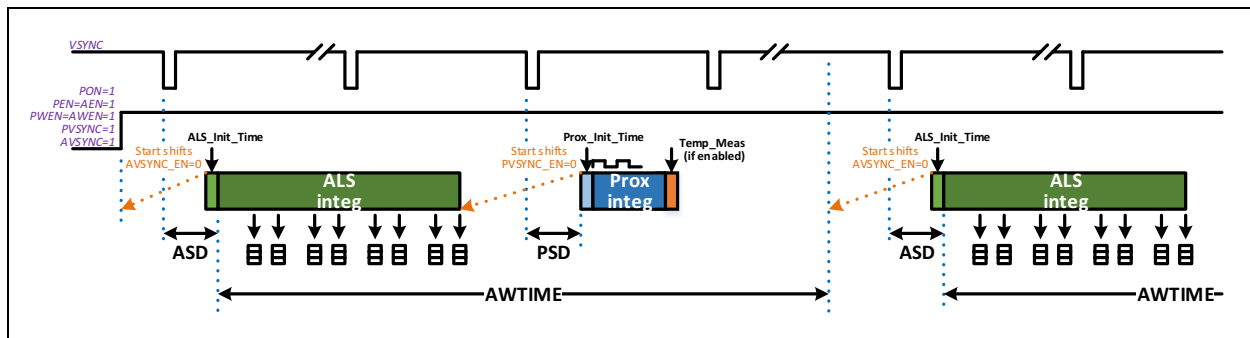 VSYNC
PON=1
PEN=AEN=1
PWEN=AWEN=1
PVSYNC=1
AVSYNC=1
ALS_Init_Time
Prox_Init_Time
Temp_Meas
(if enabled)
ALS_Init_Time
Start shifts
AVSYNC_EN=0
Start shifts
PVSYNC_EN=0
Start shifts
AVSYNC_EN=0
ALS
integ
Prox
integ
ALS
integ
ASD
PSD
ASD
AWTIME
AWTIME